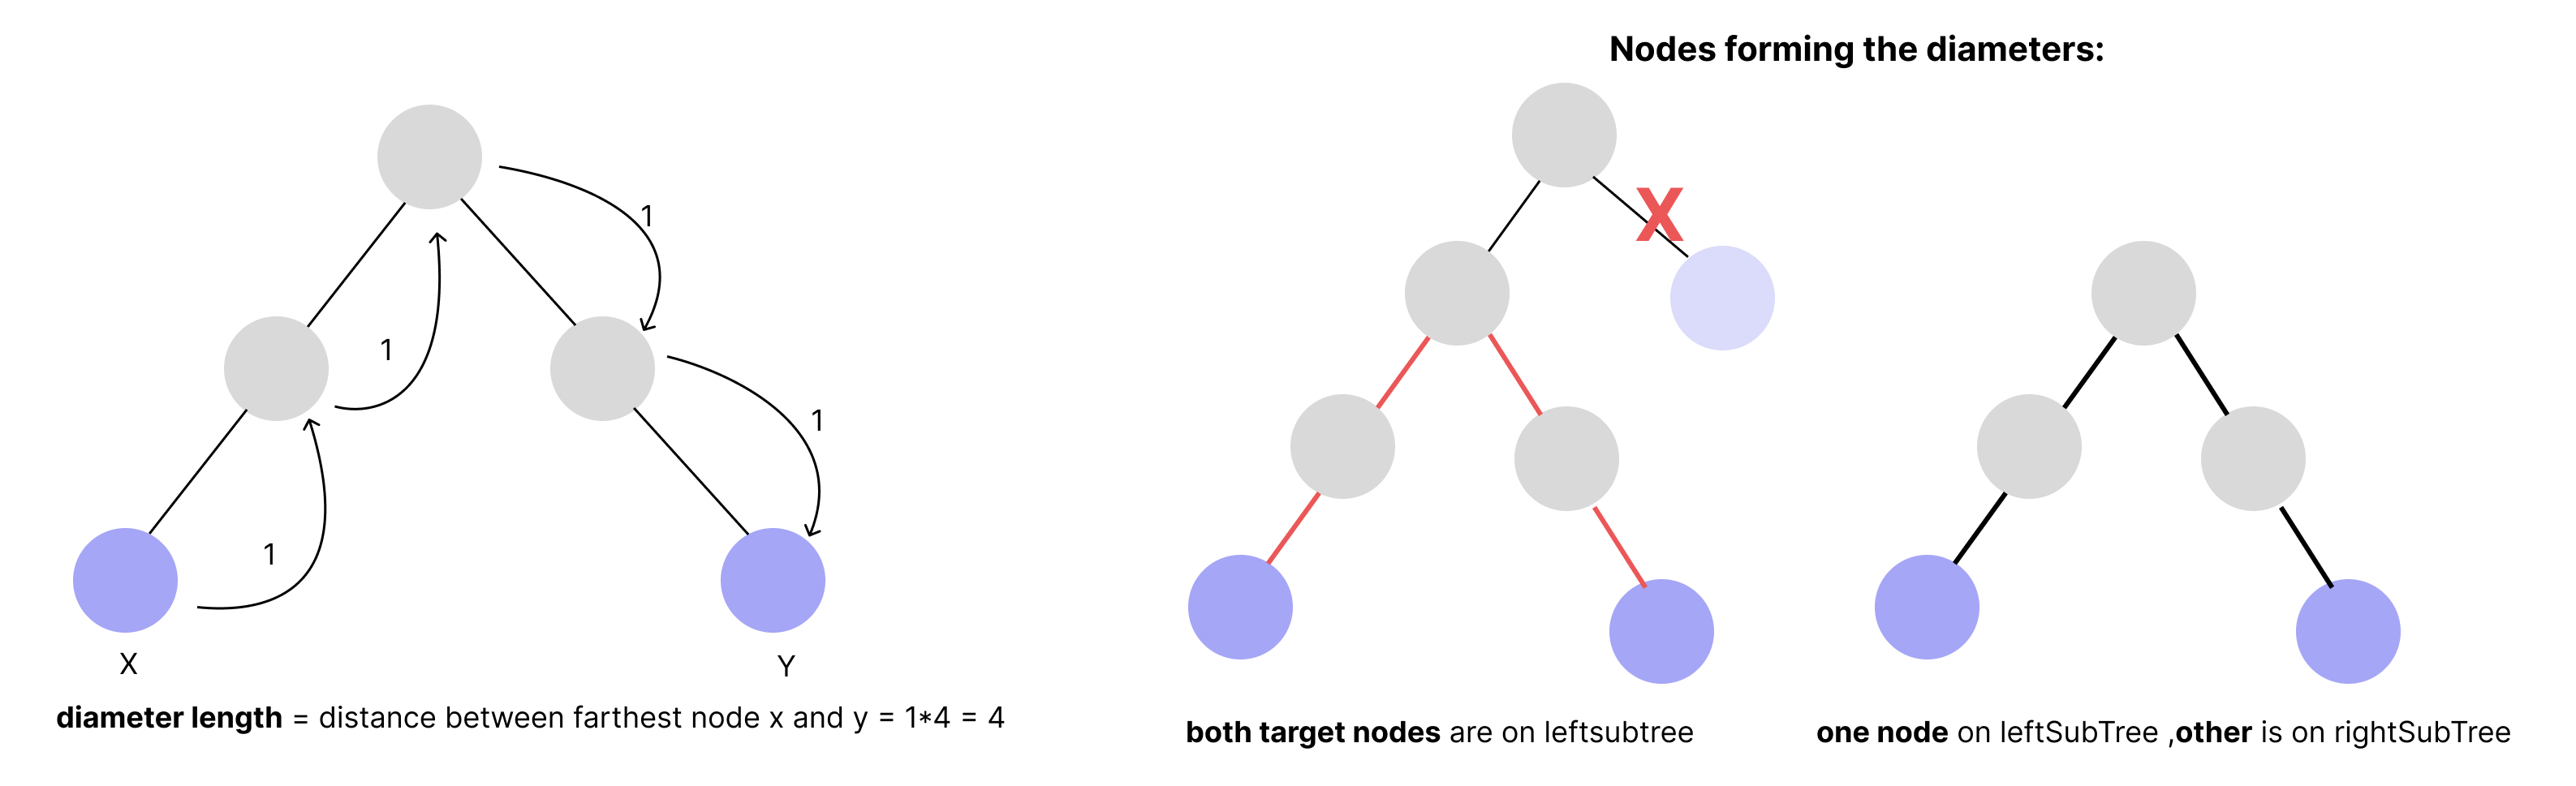 Nodes forming the diameters:
1
X
1
1
1
X
Y
diameter length = distance between farthest node x and y = 1*4 = 4
both target nodes are on leftsubtree
one node on leftSubTree ,other is on rightSubTree